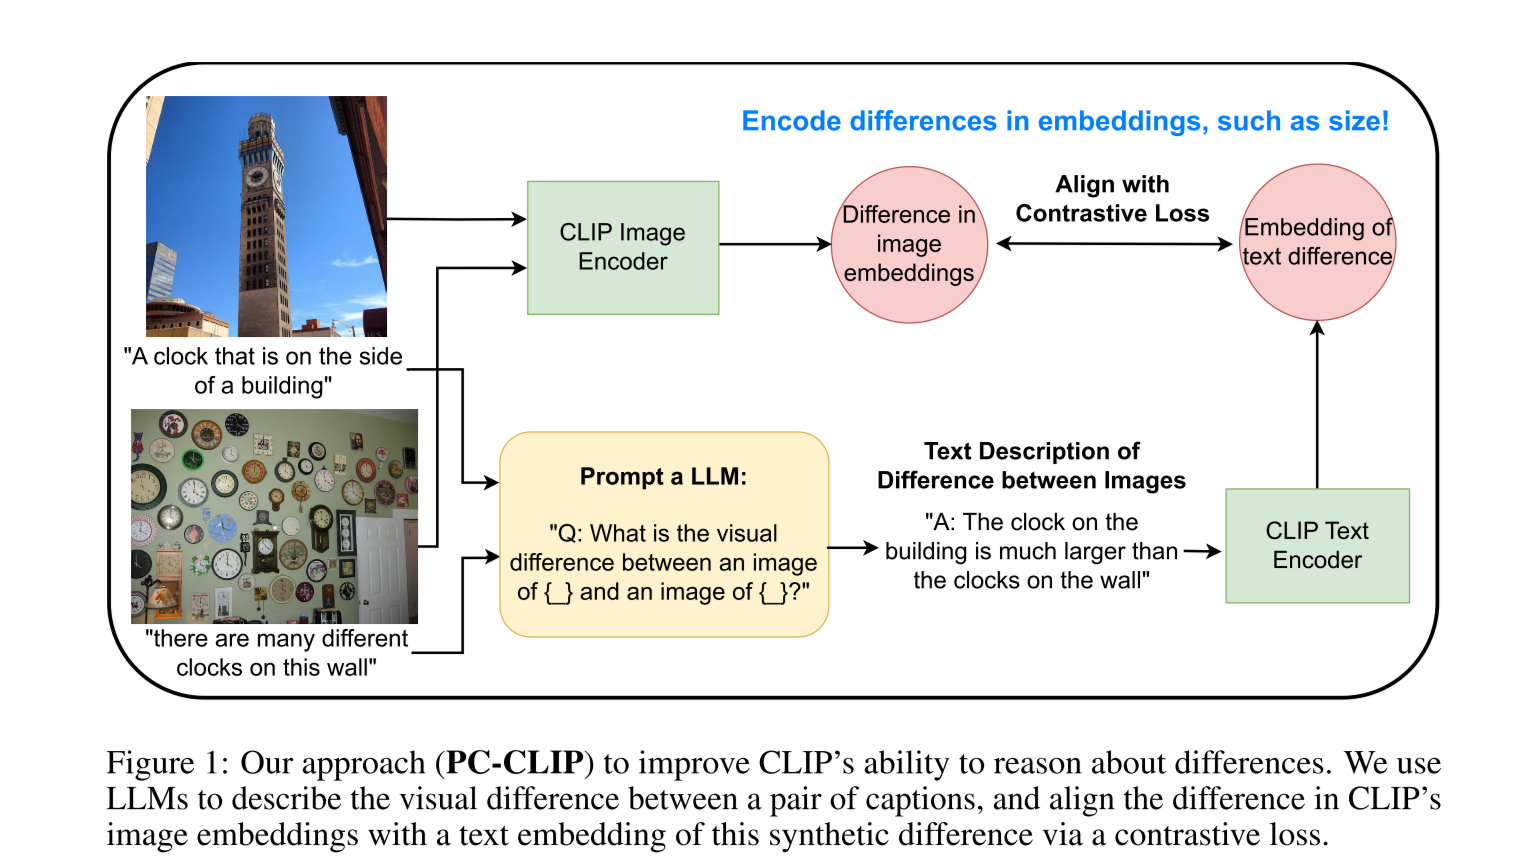 Encode differences in embeddings, such as size!
CLIP Image
Encoder
Difference in
image
embeddings
Align with
Contrastive Loss
Embedding of
text difference
"A clock that is on the side
of a building"
Prompt a LLM:
"Q: What is the visual
difference between an image
of {_} and an image of {_}?"
Text Description of
Difference between Images
"A: The clock on the
building is much larger than
the clocks on the wall"
CLIP Text
Encoder
"there are many different
clocks on this wall"
Figure 1: Our approach (PC-CLIP) to improve CLIP's ability to reason about differences. We use
LLMs to describe the visual difference between a pair of captions, and align the difference in CLIP's
image embeddings with a text embedding of this synthetic difference via a contrastive loss.